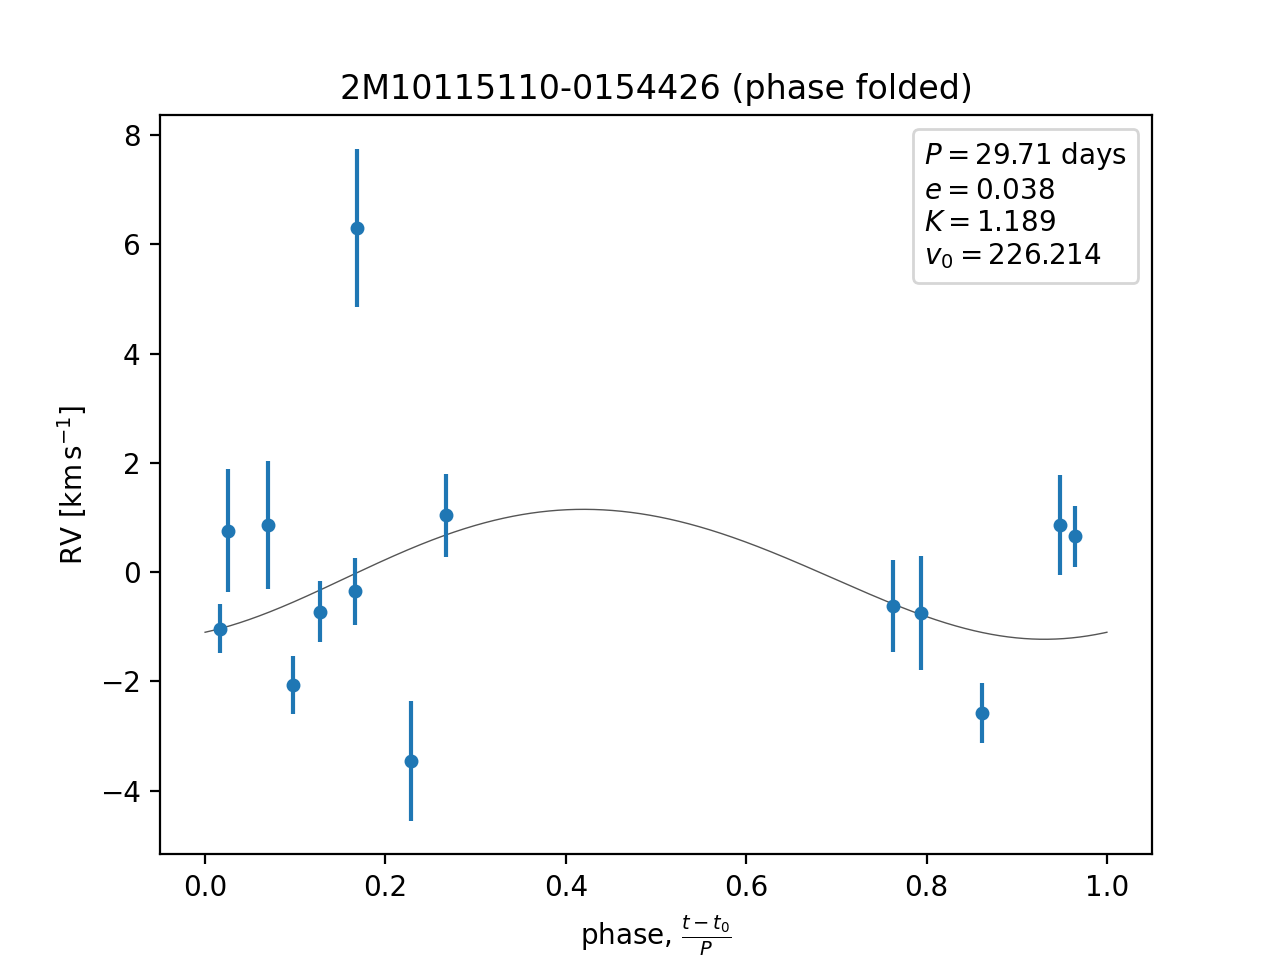 2M10115110-0154426 (phase folded)
P = 29.71 days
e = 0.038
K = 1.189
v₀ = 226.214
8
6
4
2
0
−2
−4
RV [km s⁻¹]
0.0 0.2 0.4 0.6 0.8 1.0
phase, (t − t₀)/P